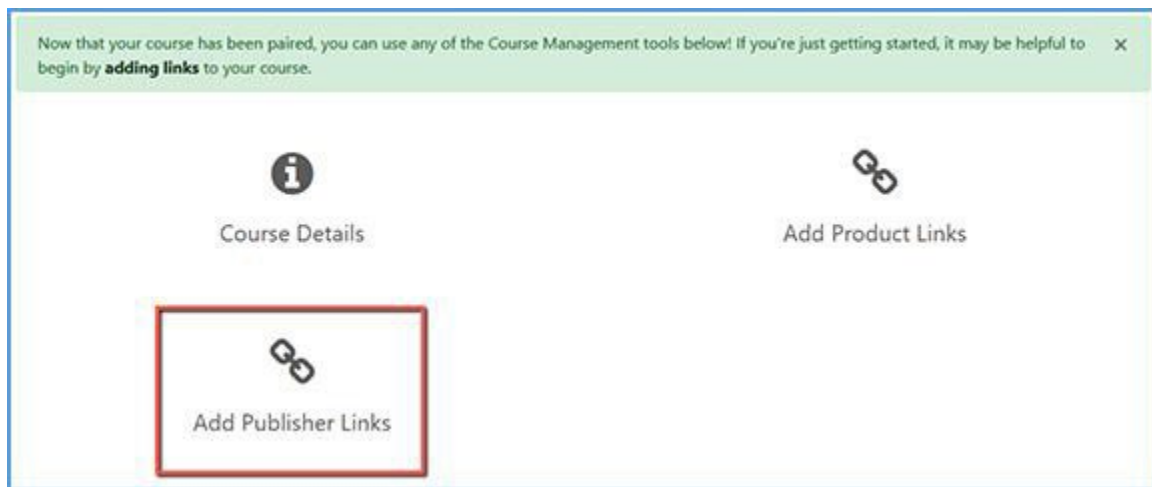 Now that your course has been paired, you can use any of the Course Management tools below! If you're just getting started, it may be helpful to
begin by adding links to your course.
Course Details
Add Product Links
Add Publisher Links